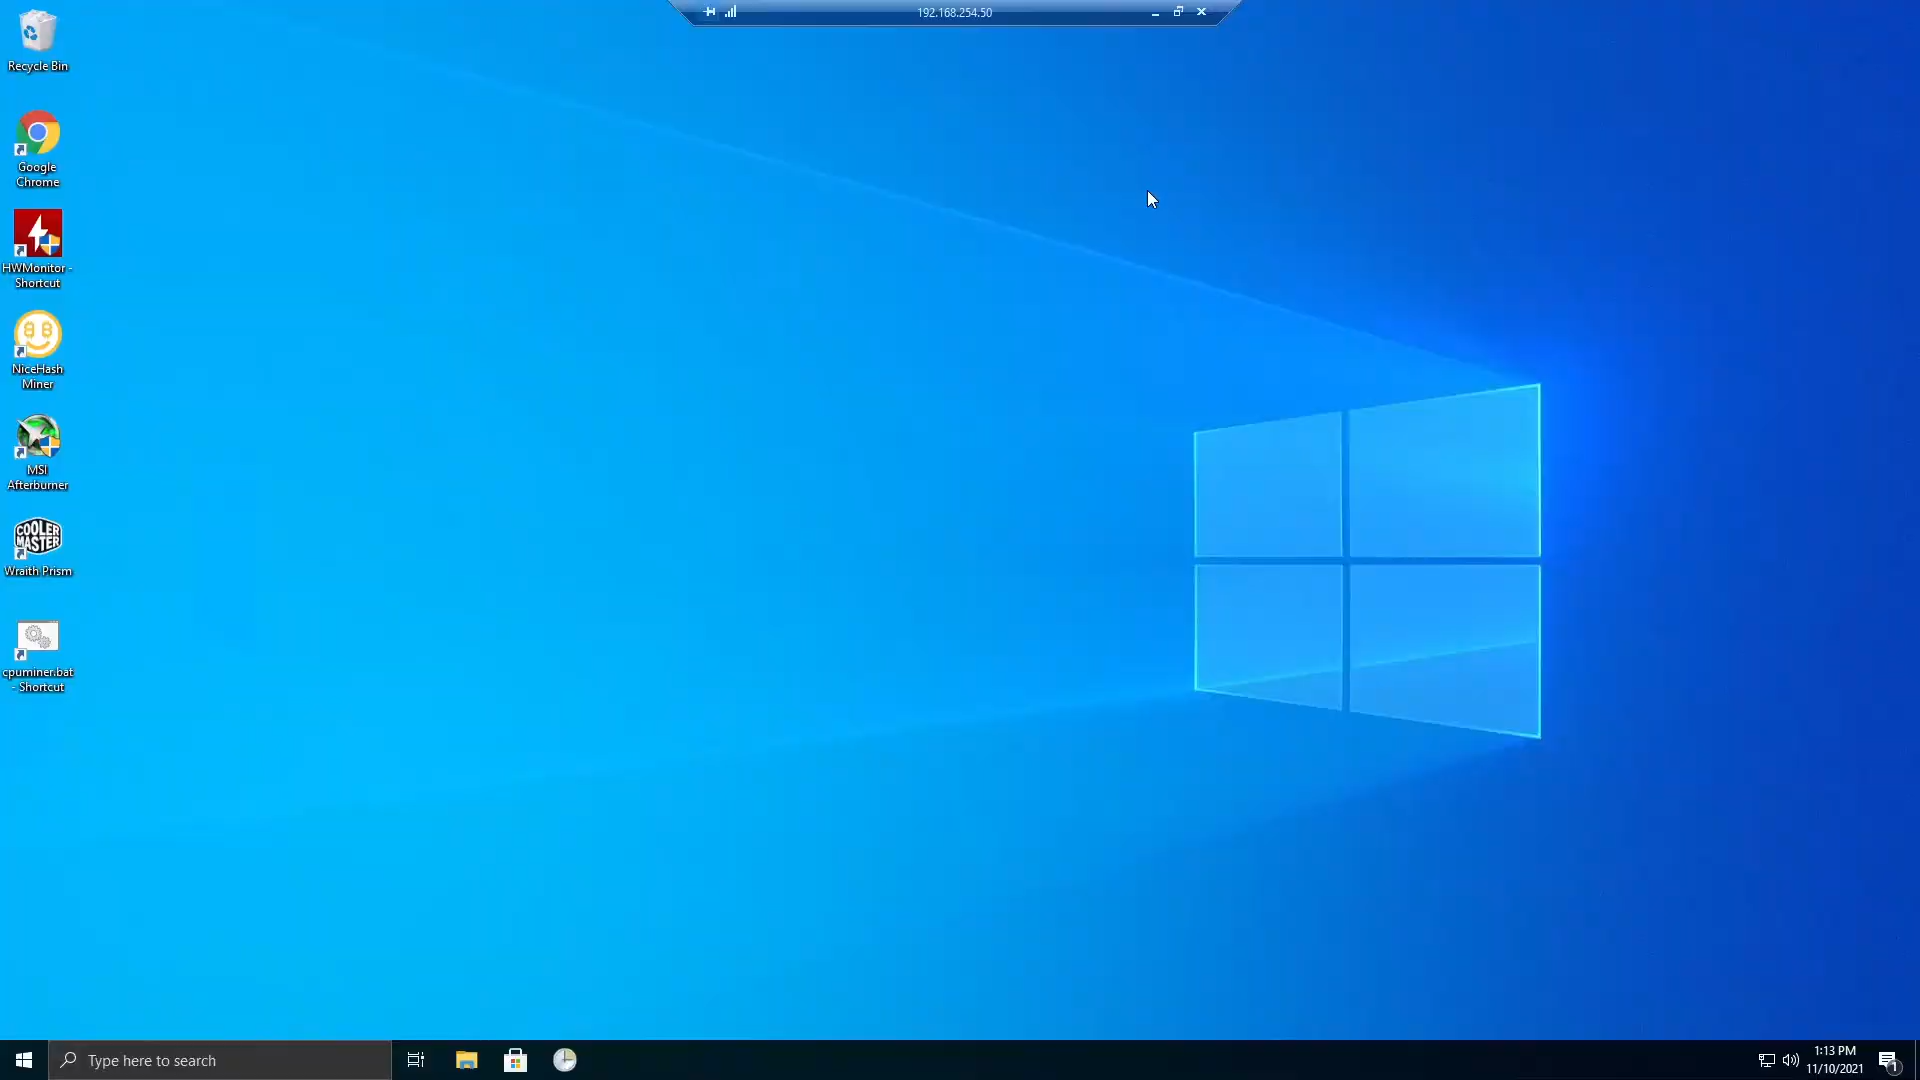 192.168.254.50
Recycle Bin
Google
Chrome
HWMonitor -
Shortcut
NiceHash
Miner
MSI
Afterburner
COOLER
MASTER
Wraith Prism
cpuminer.bat
- Shortcut
Type here to search
1:13 PM
11/10/2021
1